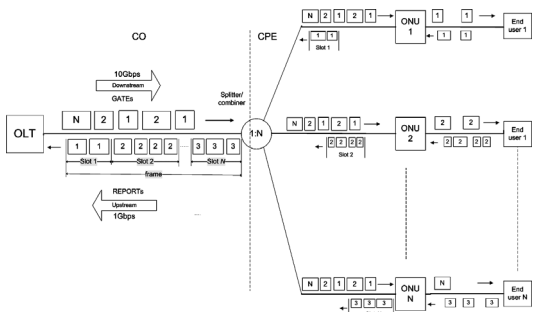 CO
CPE
10Gbps
Downstream
GATEs
Splitter/
combiner
OLT
N 2 1 2 1
1:N
1 1 2 2 2 2 ... 3 3 3
Slot 1 Slot 2 Slot N
frame
REPORTs
Upstream
1Gbps
...
N 2 1 2 1
1 1
Slot 1
ONU
1
1 1
1 1
End
user 1
N 2 1 2 1
2 2 2 2
Slot 2
ONU
2
2 2
2 2 2 2
End
user 1
N 2 1 2 1
3 3 3
ONU
N
N
3 3 3
End
user N